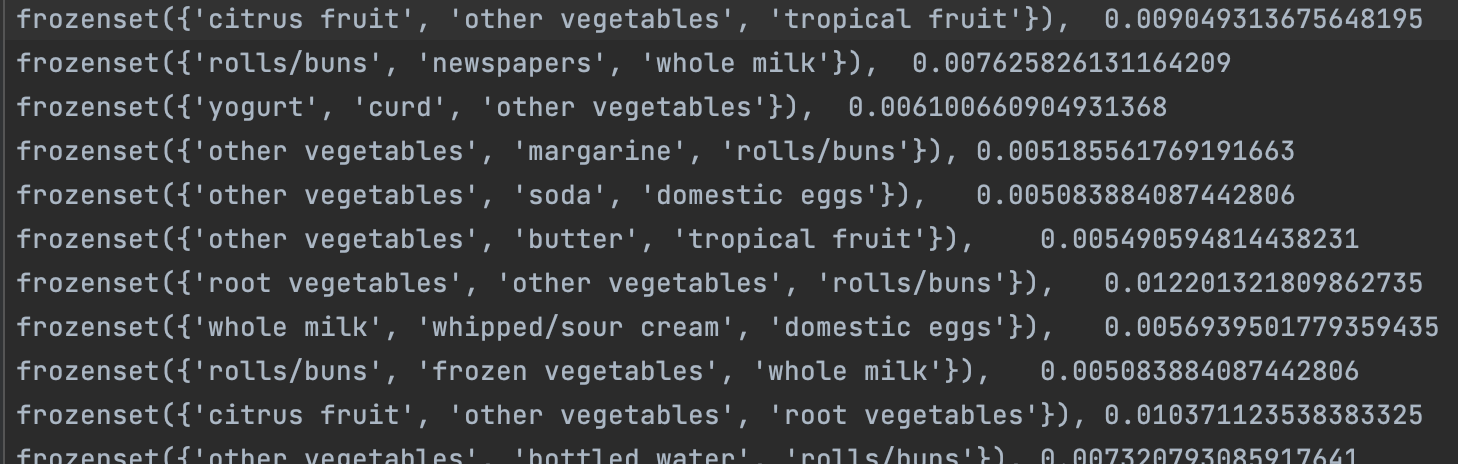 frozenset({'citrus fruit', 'other vegetables', 'tropical fruit'}),  0.009049313675648195
frozenset({'rolls/buns', 'newspapers', 'whole milk'}),  0.007625826131164209
frozenset({'yogurt', 'curd', 'other vegetables'}),  0.006100660904931368
frozenset({'other vegetables', 'margarine', 'rolls/buns'}), 0.005185561769191663
frozenset({'other vegetables', 'soda', 'domestic eggs'}),   0.005083884087442806
frozenset({'other vegetables', 'butter', 'tropical fruit'}),    0.005490594814438231
frozenset({'root vegetables', 'other vegetables', 'rolls/buns'}),   0.012201321809862735
frozenset({'whole milk', 'whipped/sour cream', 'domestic eggs'}),   0.0056939501779359435
frozenset({'rolls/buns', 'frozen vegetables', 'whole milk'}),   0.005083884087442806
frozenset({'citrus fruit', 'other vegetables', 'root vegetables'}), 0.010371123538383325
frozenset({'other vegetables', 'bottled water', 'rolls/buns'}), 0.007320793085917641